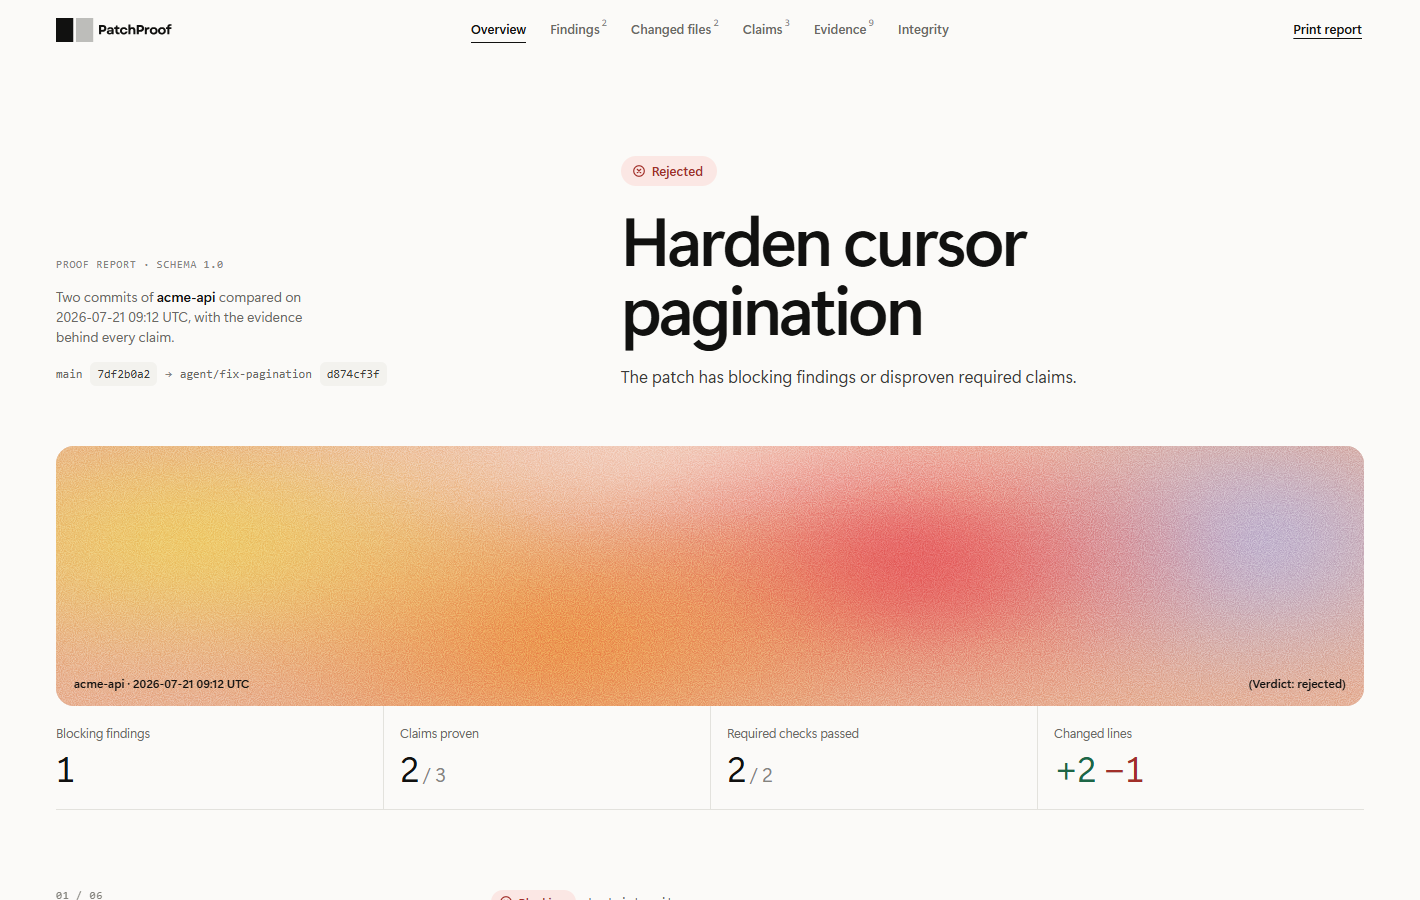 PatchProof
Overview
Findings 2
Changed files 2
Claims 3
Evidence 9
Integrity
Print report
Rejected
Harden cursor
pagination
The patch has blocking findings or disproven required claims.
PROOF REPORT · SCHEMA 1.0
Two commits of acme-api compared on
2026-07-21 09:12 UTC, with the evidence
behind every claim.
main 7df2b0a2 → agent/fix-pagination d874cf3f
acme-api · 2026-07-21 09:12 UTC
(Verdict: rejected)
Blocking findings
1
Claims proven
2 / 3
Required checks passed
2 / 2
Changed lines
+2 −1
01 / 06